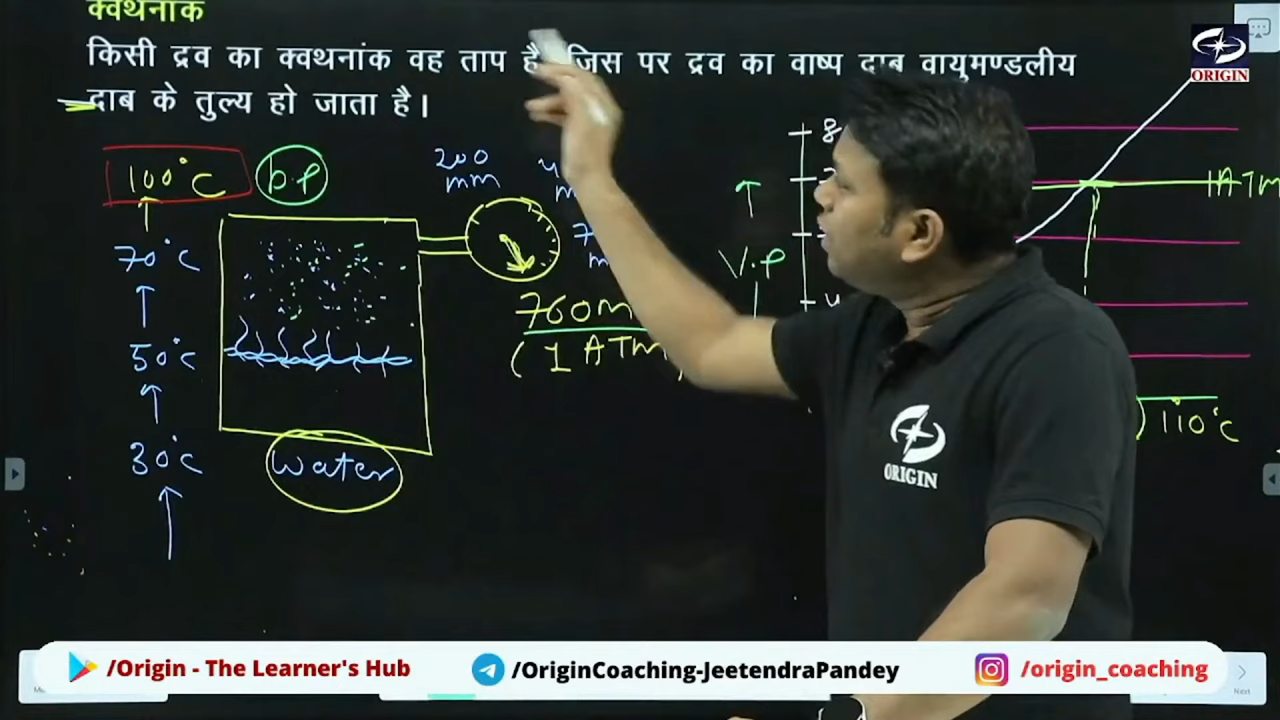 क्वथनांक
किसी द्रव का क्वथनांक वह ताप है जिस पर द्रव का वाष्प दाब वायुमण्डलीय
दाब के तुल्य हो जाता है।
ORIGIN
100°C
b.p
200
mm
70°C
50°C
30°C
760m
(1 ATM
water
V.P
8
1ATM
110°C
ORIGIN
/Origin - The Learner's Hub
/OriginCoaching-JeetendraPandey
/origin_coaching